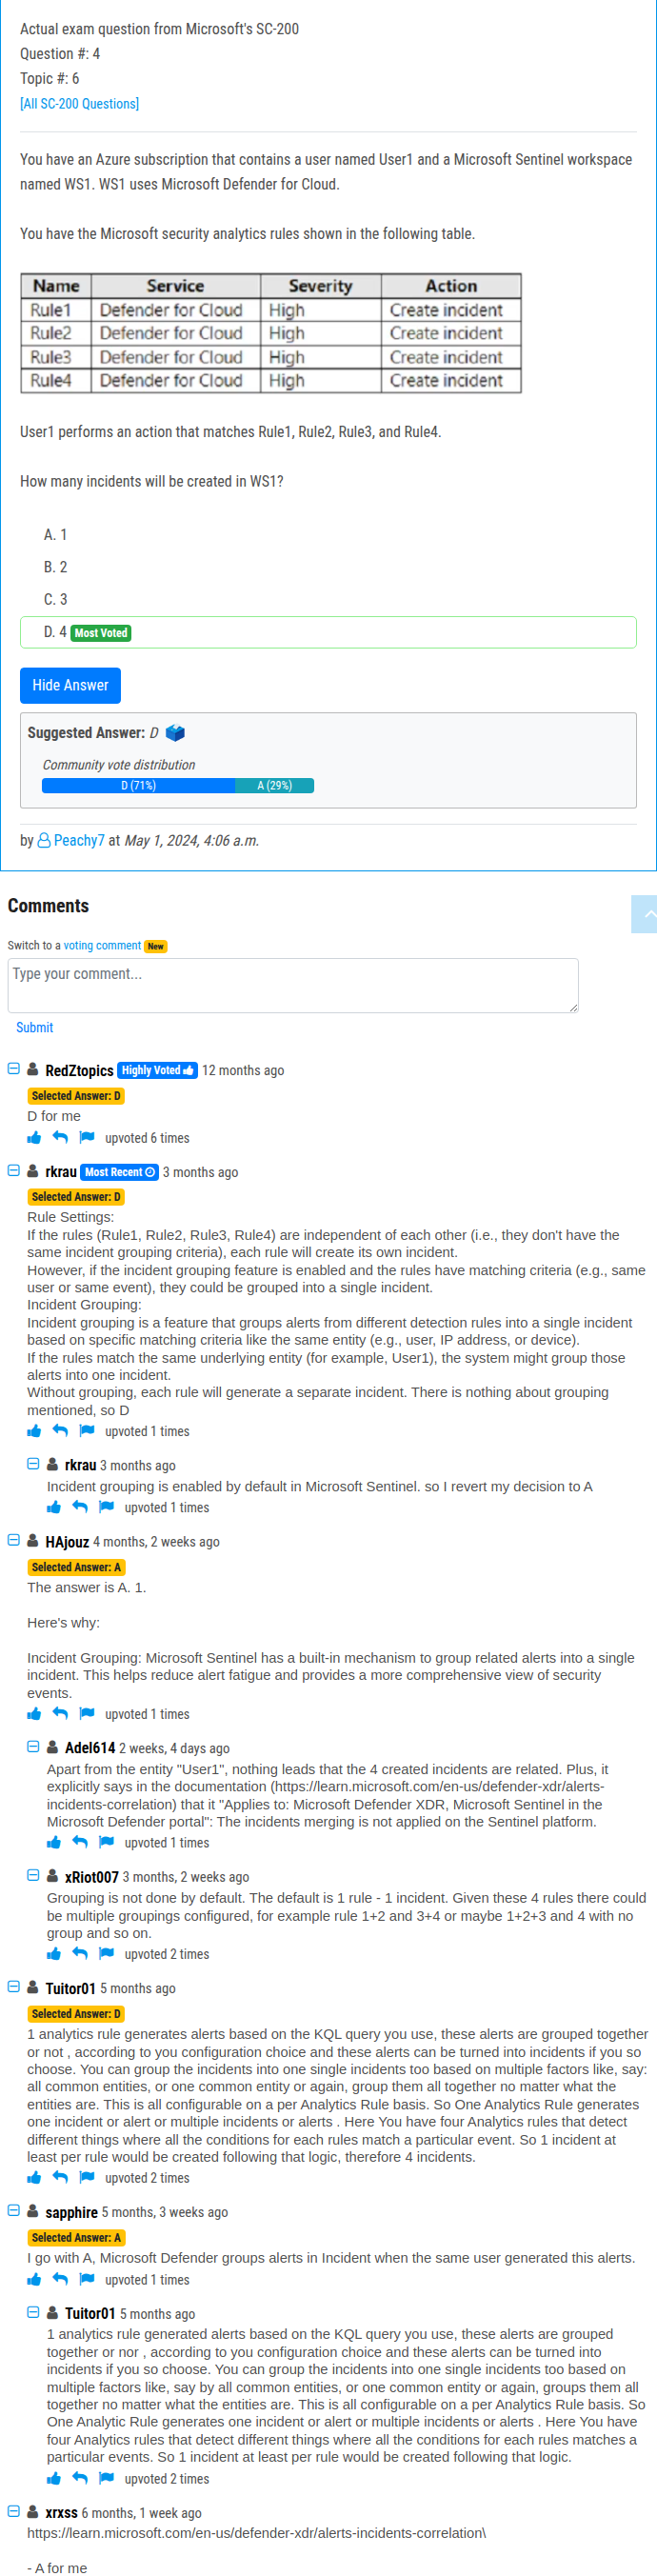 Actual exam question from Microsoft's SC-200
Question #: 4
Topic #: 6
[All SC-200 Questions]
You have an Azure subscription that contains a user named User1 and a Microsoft Sentinel workspace
named WS1. WS1 uses Microsoft Defender for Cloud.
You have the Microsoft security analytics rules shown in the following table.
Name Service Severity Action
Rule1 Defender for Cloud High Create incident
Rule2 Defender for Cloud High Create incident
Rule3 Defender for Cloud High Create incident
Rule4 Defender for Cloud High Create incident
User1 performs an action that matches Rule1, Rule2, Rule3, and Rule4.
How many incidents will be created in WS1?
A. 1
B. 2
C. 3
D. 4 Most Voted
Hide Answer
Suggested Answer: D
Community vote distribution
D (71%) A (29%)
by Peachy7 at May 1, 2024, 4:06 a.m.
Comments
Switch to a voting comment New
Type your comment...
Submit
RedZtopics Highly Voted 12 months ago
Selected Answer: D
D for me
upvoted 6 times
rkrau Most Recent 3 months ago
Selected Answer: D
Rule Settings:
If the rules (Rule1, Rule2, Rule3, Rule4) are independent of each other (i.e., they don't have the
same incident grouping criteria), each rule will create its own incident.
However, if the incident grouping feature is enabled and the rules have matching criteria (e.g., same
user or same event), they could be grouped into a single incident.
Incident Grouping:
Incident grouping is a feature that groups alerts from different detection rules into a single incident
based on specific matching criteria like the same entity (e.g., user, IP address, or device).
If the rules match the same underlying entity (for example, User1), the system might group those
alerts into one incident.
Without grouping, each rule will generate a separate incident. There is nothing about grouping
mentioned, so D
upvoted 1 times
rkrau 3 months ago
Incident grouping is enabled by default in Microsoft Sentinel. so I revert my decision to A
upvoted 1 times
HAjouz 4 months, 2 weeks ago
Selected Answer: A
The answer is A. 1.
Here's why:
Incident Grouping: Microsoft Sentinel has a built-in mechanism to group related alerts into a single
incident. This helps reduce alert fatigue and provides a more comprehensive view of security
events.
upvoted 1 times
Adel614 2 weeks, 4 days ago
Apart from the entity "User1", nothing leads that the 4 created incidents are related. Plus, it
explicitly says in the documentation (https://learn.microsoft.com/en-us/defender-xdr/alerts-
incidents-correlation) that it "Applies to: Microsoft Defender XDR, Microsoft Sentinel in the
Microsoft Defender portal": The incidents merging is not applied on the Sentinel platform.
upvoted 1 times
xRiot007 3 months, 2 weeks ago
Grouping is not done by default. The default is 1 rule - 1 incident. Given these 4 rules there could
be multiple groupings configured, for example rule 1+2 and 3+4 or maybe 1+2+3 and 4 with no
group and so on.
upvoted 2 times
Tuitor01 5 months ago
Selected Answer: D
1 analytics rule generates alerts based on the KQL query you use, these alerts are grouped together
or not , according to you configuration choice and these alerts can be turned into incidents if you so
choose. You can group the incidents into one single incidents too based on multiple factors like, say:
all common entities, or one common entity or again, group them all together no matter what the
entities are. This is all configurable on a per Analytics Rule basis. So One Analytics Rule generates
one incident or alert or multiple incidents or alerts . Here You have four Analytics rules that detect
different things where all the conditions for each rules match a particular event. So 1 incident at
least per rule would be created following that logic, therefore 4 incidents.
upvoted 2 times
sapphire 5 months, 3 weeks ago
Selected Answer: A
I go with A, Microsoft Defender groups alerts in Incident when the same user generated this alerts.
upvoted 1 times
Tuitor01 5 months ago
1 analytics rule generated alerts based on the KQL query you use, these alerts are grouped
together or nor , according to you configuration choice and these alerts can be turned into
incidents if you so choose. You can group the incidents into one single incidents too based on
multiple factors like, say by all common entities, or one common entity or again, groups them all
together no matter what the entities are. This is all configurable on a per Analytics Rule basis. So
One Analytic Rule generates one incident or alert or multiple incidents or alerts . Here You have
four Analytics rules that detect different things where all the conditions for each rules matches a
particular events. So 1 incident at least per rule would be created following that logic.
upvoted 2 times
xrxss 6 months, 1 week ago
https://learn.microsoft.com/en-us/defender-xdr/alerts-incidents-correlation\
- A for me